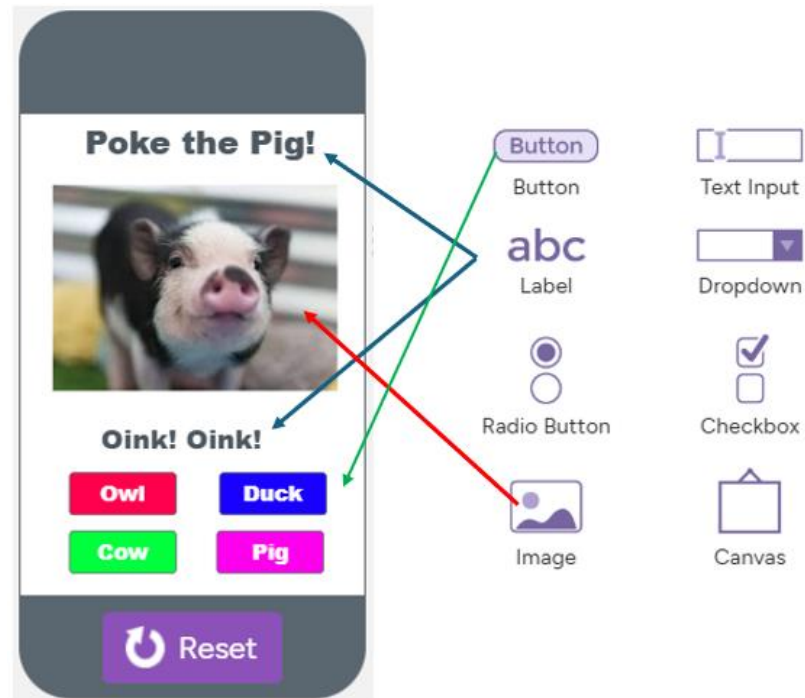 Poke the Pig!
Oink! Oink!
Owl
Duck
Cow
Pig
Reset
Button
Button
Text Input
abc
Label
Dropdown
Radio Button
Checkbox
Image
Canvas